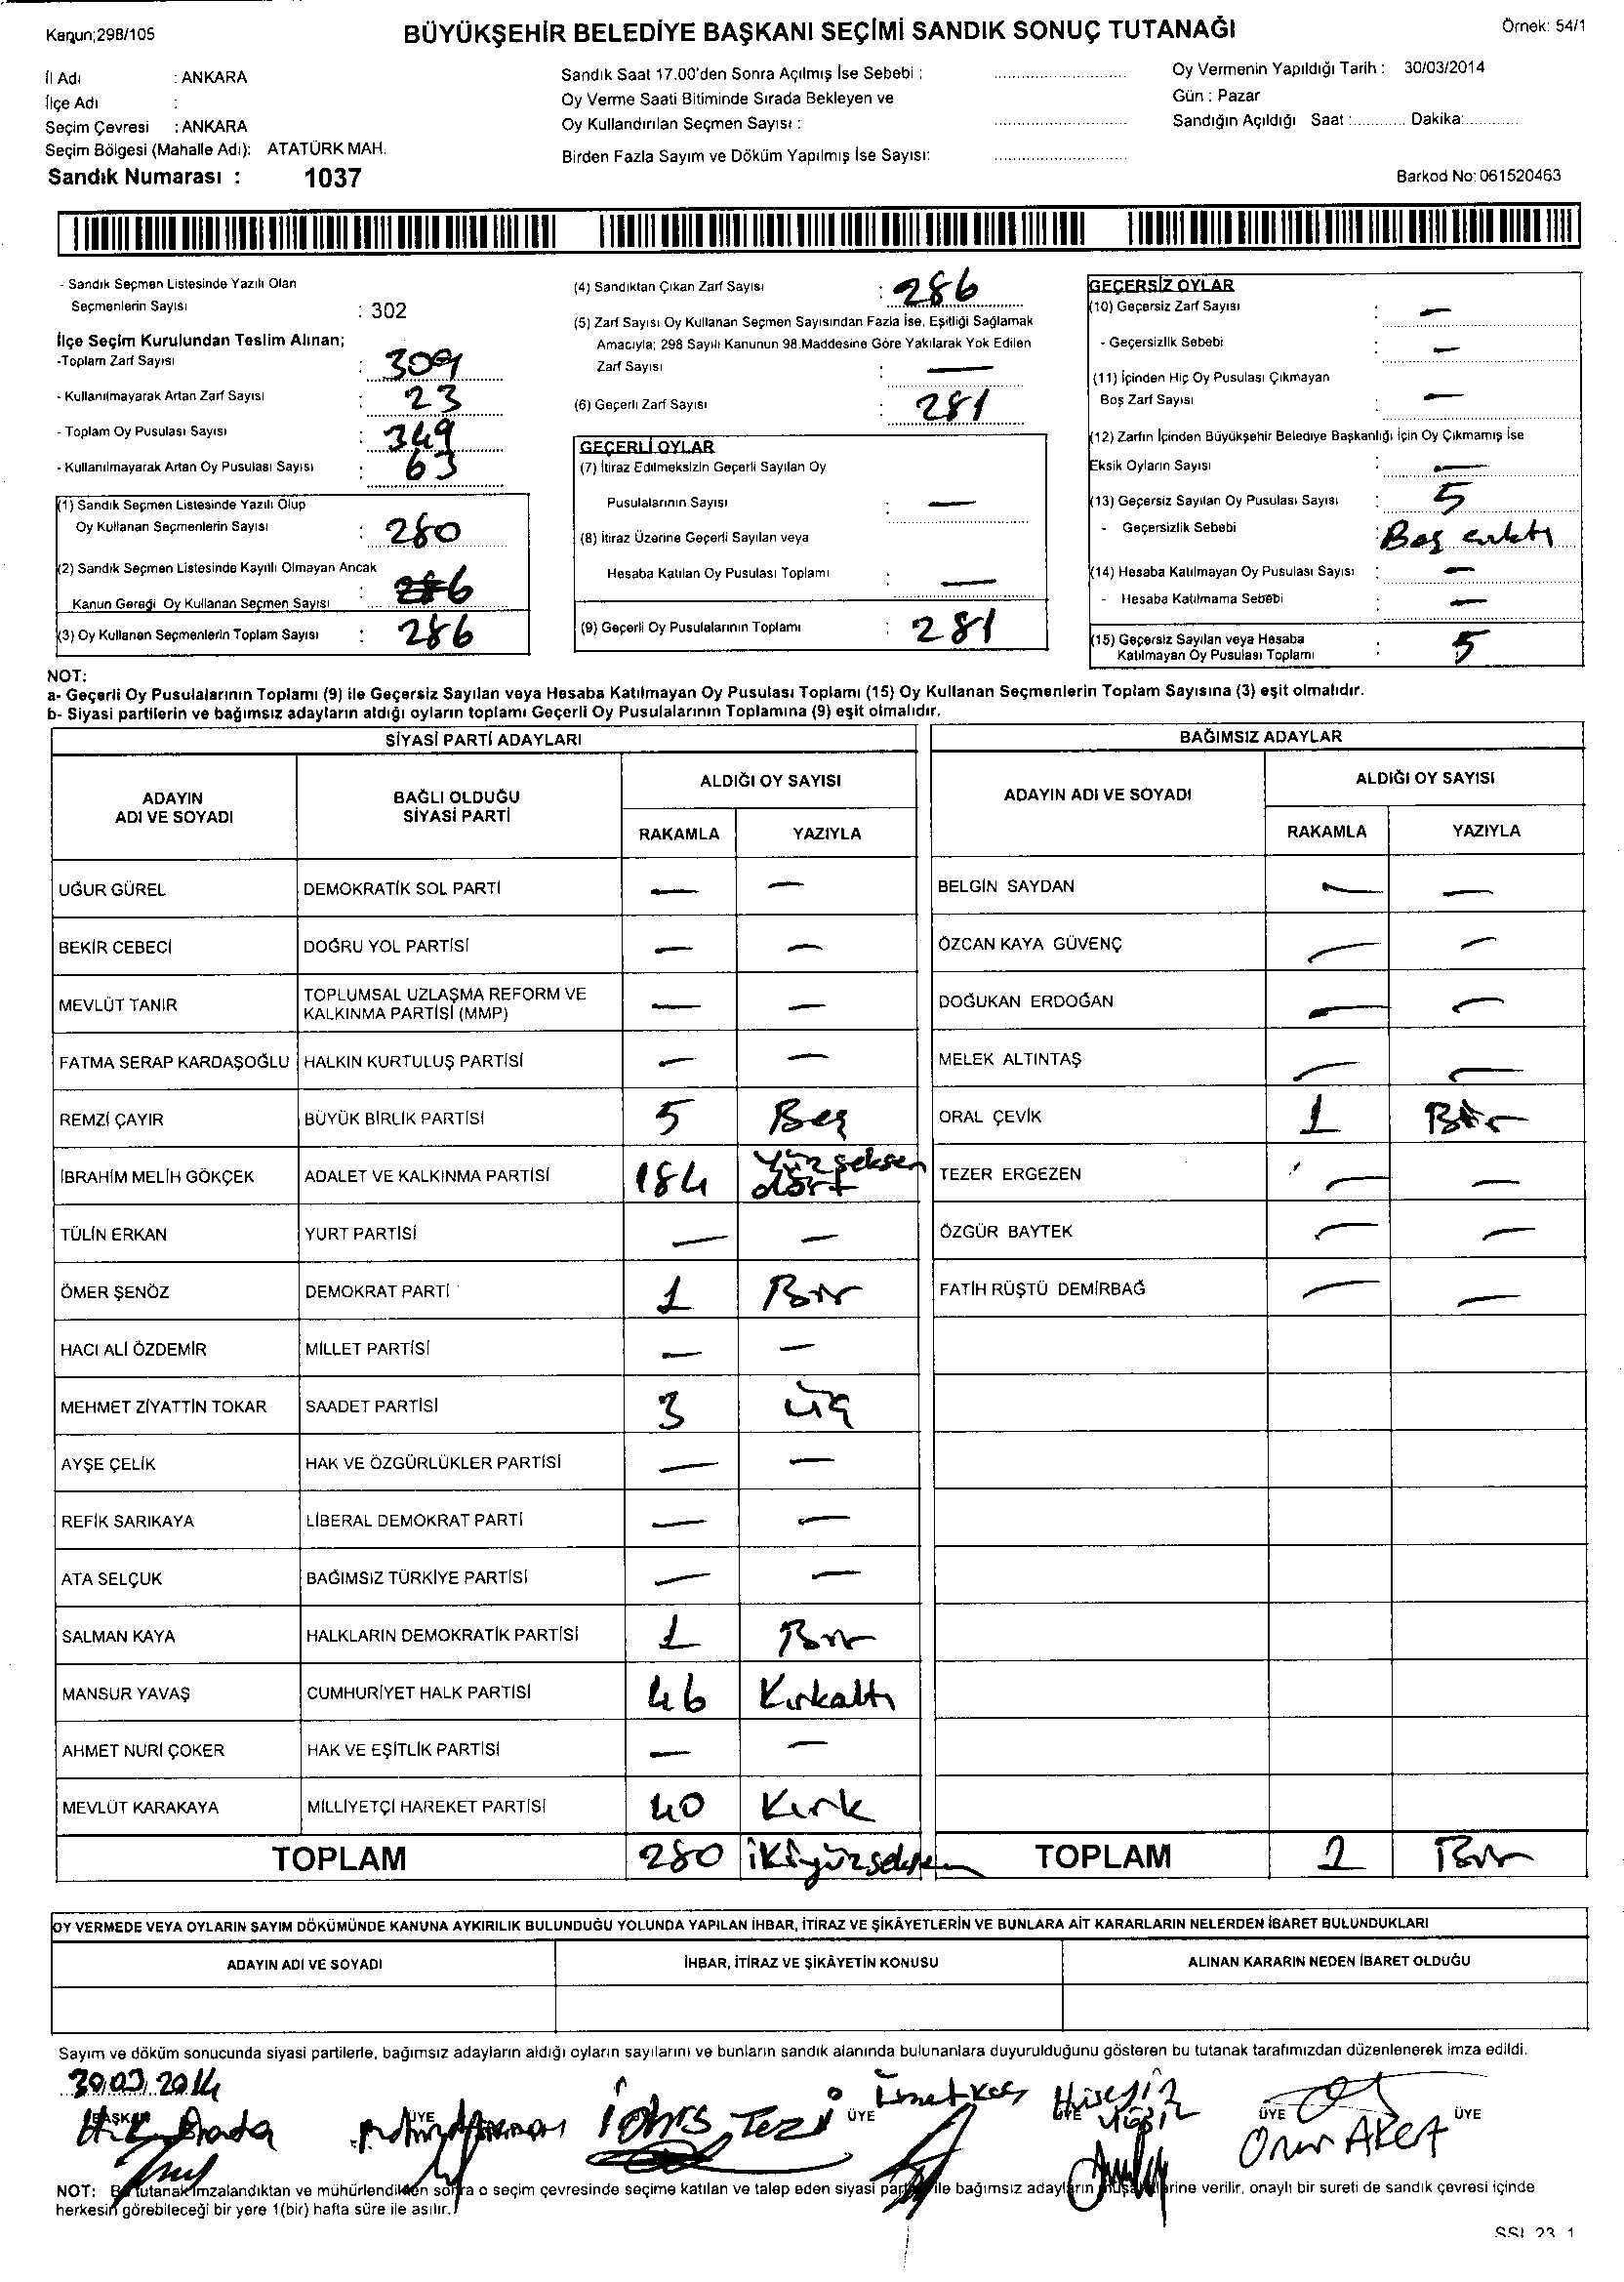 Kanun;298/105
BÜYÜKŞEHİR BELEDİYE BAŞKANI SEÇİMİ SANDIK SONUÇ TUTANAĞI
Örnek: 54/1
İl Adı : ANKARA
İlçe Adı :
Seçim Çevresi : ANKARA
Seçim Bölgesi (Mahalle Adı): ATATÜRK MAH.
Sandık Numarası : 1037
Sandık Saat 17.00'den Sonra Açılmış İse Sebebi :
Oy Verme Saati Bitiminde Sırada Bekleyen ve
Oy Kullandırılan Seçmen Sayısı :
Birden Fazla Sayım ve Döküm Yapılmış İse Sayısı:
Oy Vermenin Yapıldığı Tarih : 30/03/2014
Gün : Pazar
Sandığın Açıldığı Saat :............ Dakika:............
Barkod No: 061520463
- Sandık Seçmen Listesinde Yazılı Olan
Seçmenlerin Sayısı : 302
İlçe Seçim Kurulundan Teslim Alınan;
-Toplam Zarf Sayısı : 309
- Kullanılmayarak Artan Zarf Sayısı : 23
- Toplam Oy Pusulası Sayısı : 349
- Kullanılmayarak Artan Oy Pusulası Sayısı : 63
(1) Sandık Seçmen Listesinde Yazılı Olup
Oy Kullanan Seçmenlerin Sayısı : 280
(2) Sandık Seçmen Listesinde Kayıtlı Olmayan Ancak
Kanun Gereği Oy Kullanan Seçmen Sayısı : 6
(3) Oy Kullanan Seçmenlerin Toplam Sayısı : 286
(4) Sandıktan Çıkan Zarf Sayısı : 286
(5) Zarf Sayısı Oy Kullanan Seçmen Sayısından Fazla İse, Eşitliği Sağlamak
Amacıyla; 298 Sayılı Kanunun 98.Maddesine Göre Yakılarak Yok Edilen
Zarf Sayısı : —
(6) Geçerli Zarf Sayısı : 281
GEÇERLİ OYLAR
(7) İtiraz Edilmeksizin Geçerli Sayılan Oy
Pusulalarının Sayısı : —
(8) İtiraz Üzerine Geçerli Sayılan veya
Hesaba Katılan Oy Pusulası Toplamı : —
(9) Geçerli Oy Pusulalarının Toplamı : 281
GEÇERSİZ OYLAR
(10) Geçersiz Zarf Sayısı : —
- Geçersizlik Sebebi : —
(11) İçinden Hiç Oy Pusulası Çıkmayan
Boş Zarf Sayısı : —
(12) Zarfın İçinden Büyükşehir Belediye Başkanlığı İçin Oy Çıkmamış İse
Eksik Oyların Sayısı : —
(13) Geçersiz Sayılan Oy Pusulası Sayısı : 5
- Geçersizlik Sebebi : Boş çıktı
(14) Hesaba Katılmayan Oy Pusulası Sayısı : —
- Hesaba Katılmama Sebebi : —
(15) Geçersiz Sayılan veya Hesaba
Katılmayan Oy Pusulası Toplamı : 5
NOT:
a- Geçerli Oy Pusulalarının Toplamı (9) ile Geçersiz Sayılan veya Hesaba Katılmayan Oy Pusulası Toplamı (15) Oy Kullanan Seçmenlerin Toplam Sayısına (3) eşit olmalıdır.
b- Siyasi partilerin ve bağımsız adayların aldığı oyların toplamı Geçerli Oy Pusulalarının Toplamına (9) eşit olmalıdır.
SİYASİ PARTİ ADAYLARI
ADAYIN ADI VE SOYADI | BAĞLI OLDUĞU SİYASİ PARTİ | ALDIĞI OY SAYISI
RAKAMLA | YAZIYLA
UĞUR GÜREL | DEMOKRATİK SOL PARTİ | — | —
BEKİR CEBECİ | DOĞRU YOL PARTİSİ | — | —
MEVLÜT TANIR | TOPLUMSAL UZLAŞMA REFORM VE KALKINMA PARTİSİ (MMP) | — | —
FATMA SERAP KARDAŞOĞLU | HALKIN KURTULUŞ PARTİSİ | — | —
REMZİ ÇAYIR | BÜYÜK BİRLİK PARTİSİ | 5 | Beş
İBRAHİM MELİH GÖKÇEK | ADALET VE KALKINMA PARTİSİ | 184 | Yüzseksen dört
TÜLİN ERKAN | YURT PARTİSİ | — | —
ÖMER ŞENÖZ | DEMOKRAT PARTİ | 1 | Bir
HACI ALİ ÖZDEMİR | MİLLET PARTİSİ | — | —
MEHMET ZİYATTİN TOKAR | SAADET PARTİSİ | 3 | Üç
AYŞE ÇELİK | HAK VE ÖZGÜRLÜKLER PARTİSİ | — | —
REFİK SARIKAYA | LİBERAL DEMOKRAT PARTİ | — | —
ATA SELÇUK | BAĞIMSIZ TÜRKİYE PARTİSİ | — | —
SALMAN KAYA | HALKLARIN DEMOKRATİK PARTİSİ | 1 | Bir
MANSUR YAVAŞ | CUMHURİYET HALK PARTİSİ | 46 | Kırkaltı
AHMET NURİ ÇOKER | HAK VE EŞİTLİK PARTİSİ | — | —
MEVLÜT KARAKAYA | MİLLİYETÇİ HAREKET PARTİSİ | 40 | Kırk
TOPLAM | 280 | ikiyüzseksen
BAĞIMSIZ ADAYLAR
ADAYIN ADI VE SOYADI | ALDIĞI OY SAYISI
RAKAMLA | YAZIYLA
BELGİN SAYDAN | — | —
ÖZCAN KAYA GÜVENÇ | — | —
DOĞUKAN ERDOĞAN | — | —
MELEK ALTINTAŞ | — | —
ORAL ÇEVİK | 1 | Bir
TEZER ERGEZEN | — | —
ÖZGÜR BAYTEK | — | —
FATİH RÜŞTÜ DEMİRBAĞ | — | —
TOPLAM | 1 | Bir
OY VERMEDE VEYA OYLARIN SAYIM DÖKÜMÜNDE KANUNA AYKIRILIK BULUNDUĞU YOLUNDA YAPILAN İHBAR, İTİRAZ VE ŞİKÂYETLERİN VE BUNLARA AİT KARARLARIN NELERDEN İBARET BULUNDUKLARI
ADAYIN ADI VE SOYADI | İHBAR, İTİRAZ VE ŞİKÂYETİN KONUSU | ALINAN KARARIN NEDEN İBARET OLDUĞU
Sayım ve döküm sonucunda siyasi partilerle, bağımsız adayların aldığı oyların sayılarını ve bunların sandık alanında bulunanlara duyurulduğunu gösteren bu tutanak tarafımızdan düzenlenerek imza edildi.
30.03.2014
BAŞKAN ÜYE ÜYE ÜYE ÜYE ÜYE
İdris Tezi
İsmet Koç
Hüseyin
Onur Akef
NOT: Bu tutanak imzalandıktan ve mühürlendikten sonra o seçim çevresinde seçime katılan ve talep eden siyasi parti ile bağımsız adayların müşahitlerine verilir, onaylı bir sureti de sandık çevresi içinde
herkesin görebileceği bir yere 1(bir) hafta süre ile asılır.
SSI 23 1